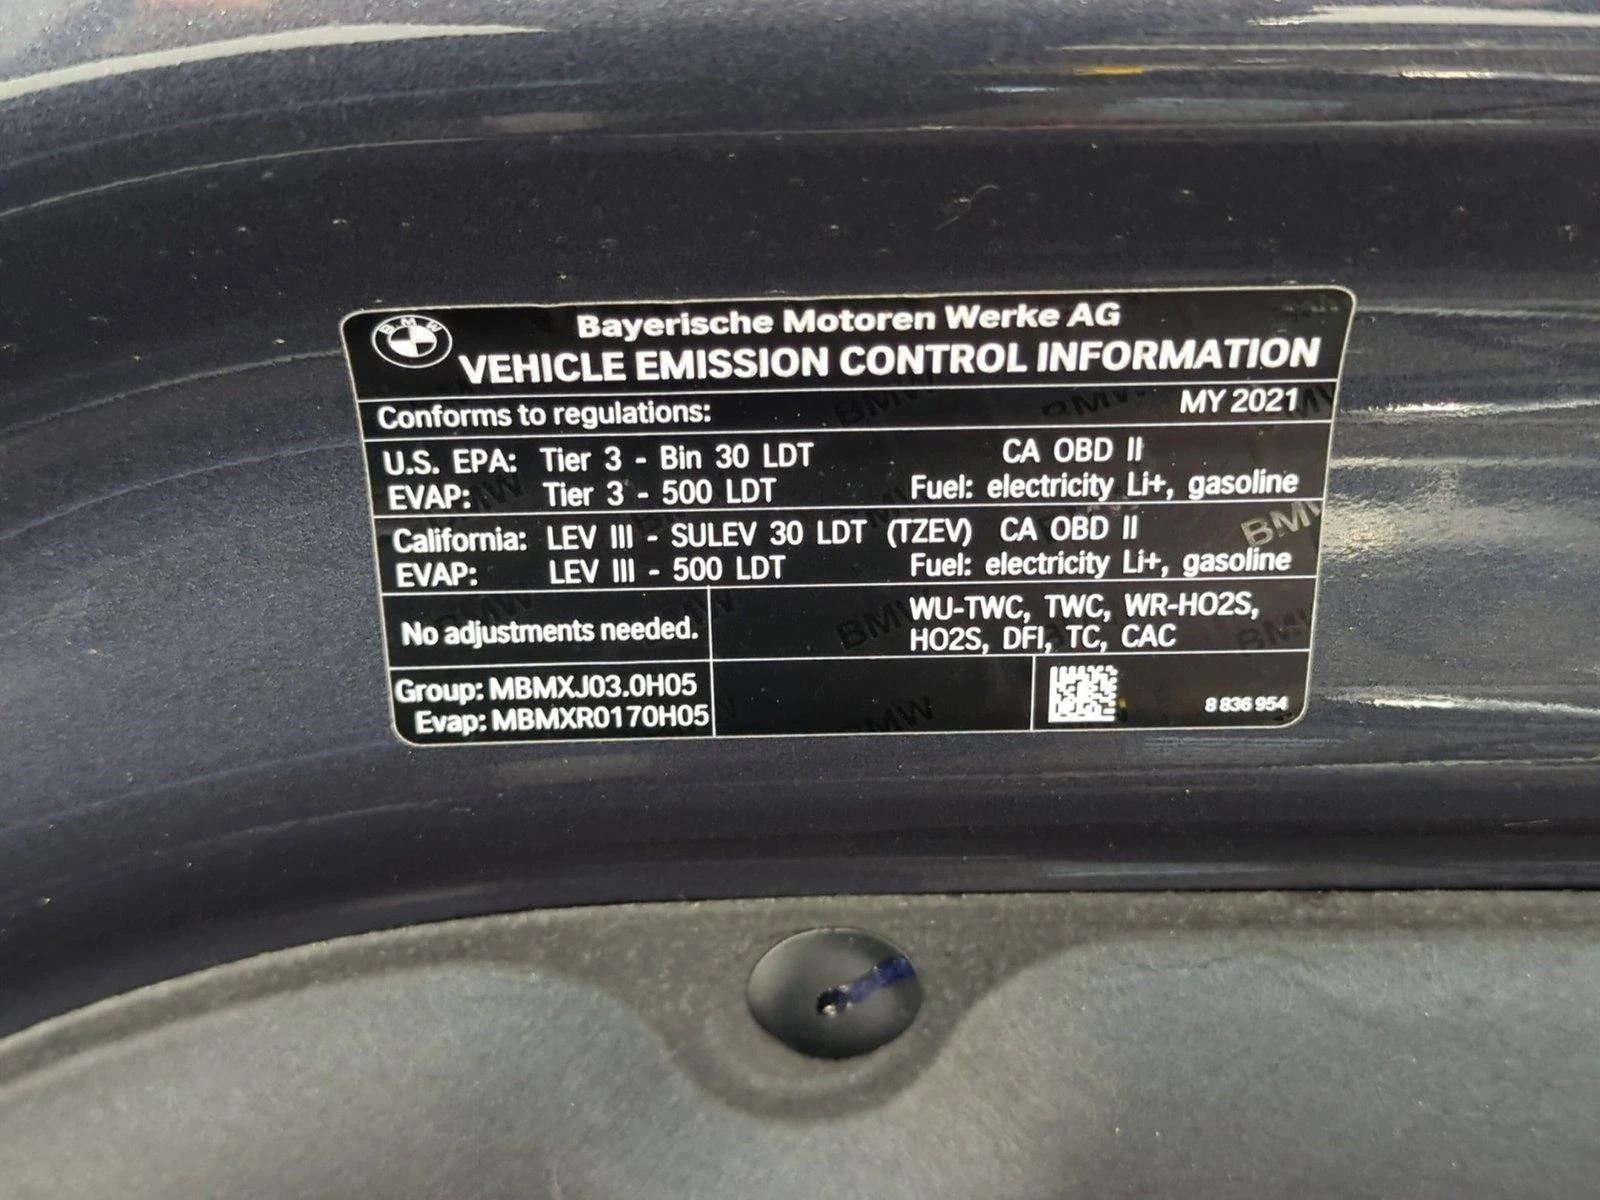 BMW
Bayerische Motoren Werke AG
VEHICLE EMISSION CONTROL INFORMATION
Conforms to regulations: MY 2021
U.S. EPA: Tier 3 - Bin 30 LDT CA OBD II
EVAP: Tier 3 - 500 LDT Fuel: electricity Li+, gasoline
California: LEV III - SULEV 30 LDT (TZEV) CA OBD II
EVAP: LEV III - 500 LDT Fuel: electricity Li+, gasoline
No adjustments needed.
WU-TWC, TWC, WR-HO2S,
HO2S, DFI, TC, CAC
Group: MBMXJ03.0H05
Evap: MBMXR0170H05
8 836 954